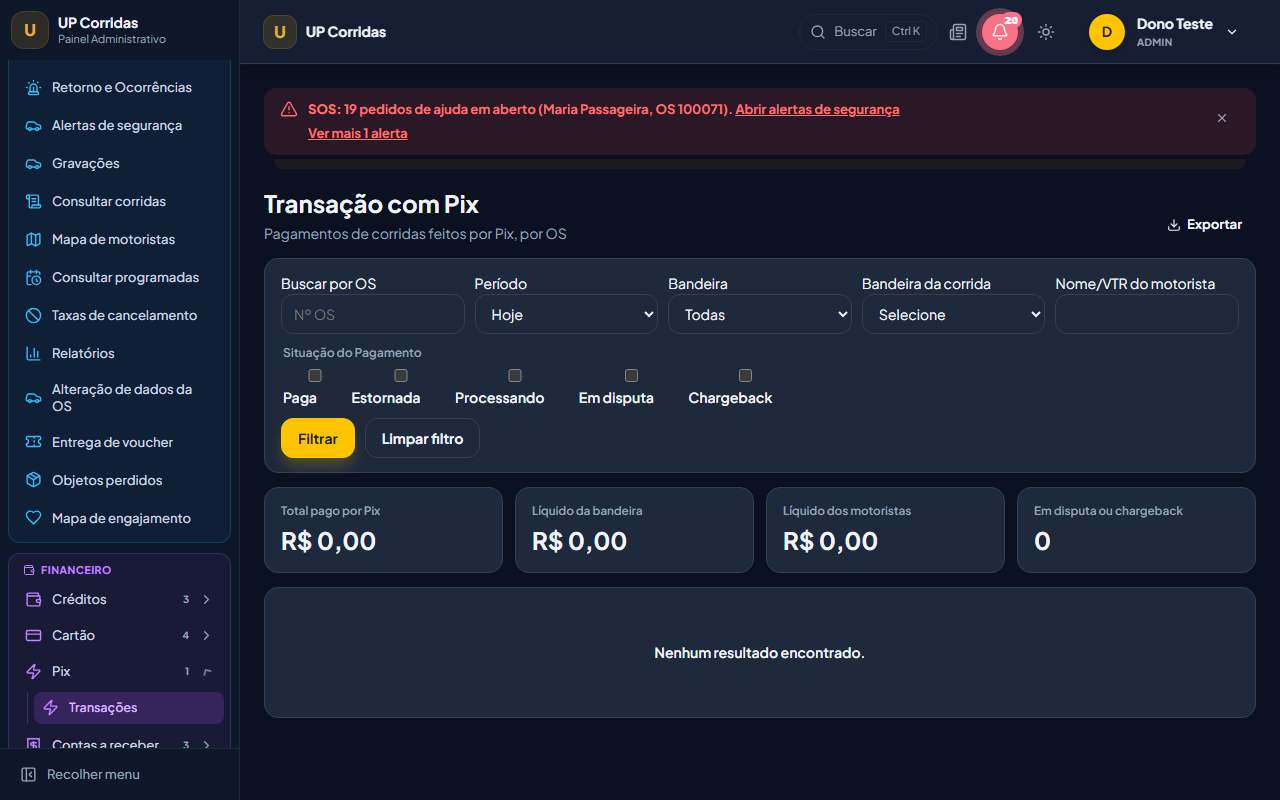 U
UP Corridas
Painel Administrativo
Retorno e Ocorrências
Alertas de segurança
Gravações
Consultar corridas
Mapa de motoristas
Consultar programadas
Taxas de cancelamento
Relatórios
Alteração de dados da
OS
Entrega de voucher
Objetos perdidos
Mapa de engajamento
FINANCEIRO
Créditos 3
Cartão 4
Pix 1
Transações
Contas a receber 3
Recolher menu
U UP Corridas
Buscar Ctrl K
20
D
Dono Teste
ADMIN
SOS: 19 pedidos de ajuda em aberto (Maria Passageira, OS 100071). Abrir alertas de segurança
Ver mais 1 alerta
Transação com Pix
Pagamentos de corridas feitos por Pix, por OS
Exportar
Buscar por OS Período Bandeira Bandeira da corrida Nome/VTR do motorista
Nº OS Hoje Todas Selecione
Situação do Pagamento
Paga Estornada Processando Em disputa Chargeback
Filtrar Limpar filtro
Total pago por Pix Líquido da bandeira Líquido dos motoristas Em disputa ou chargeback
R$ 0,00 R$ 0,00 R$ 0,00 0
Nenhum resultado encontrado.